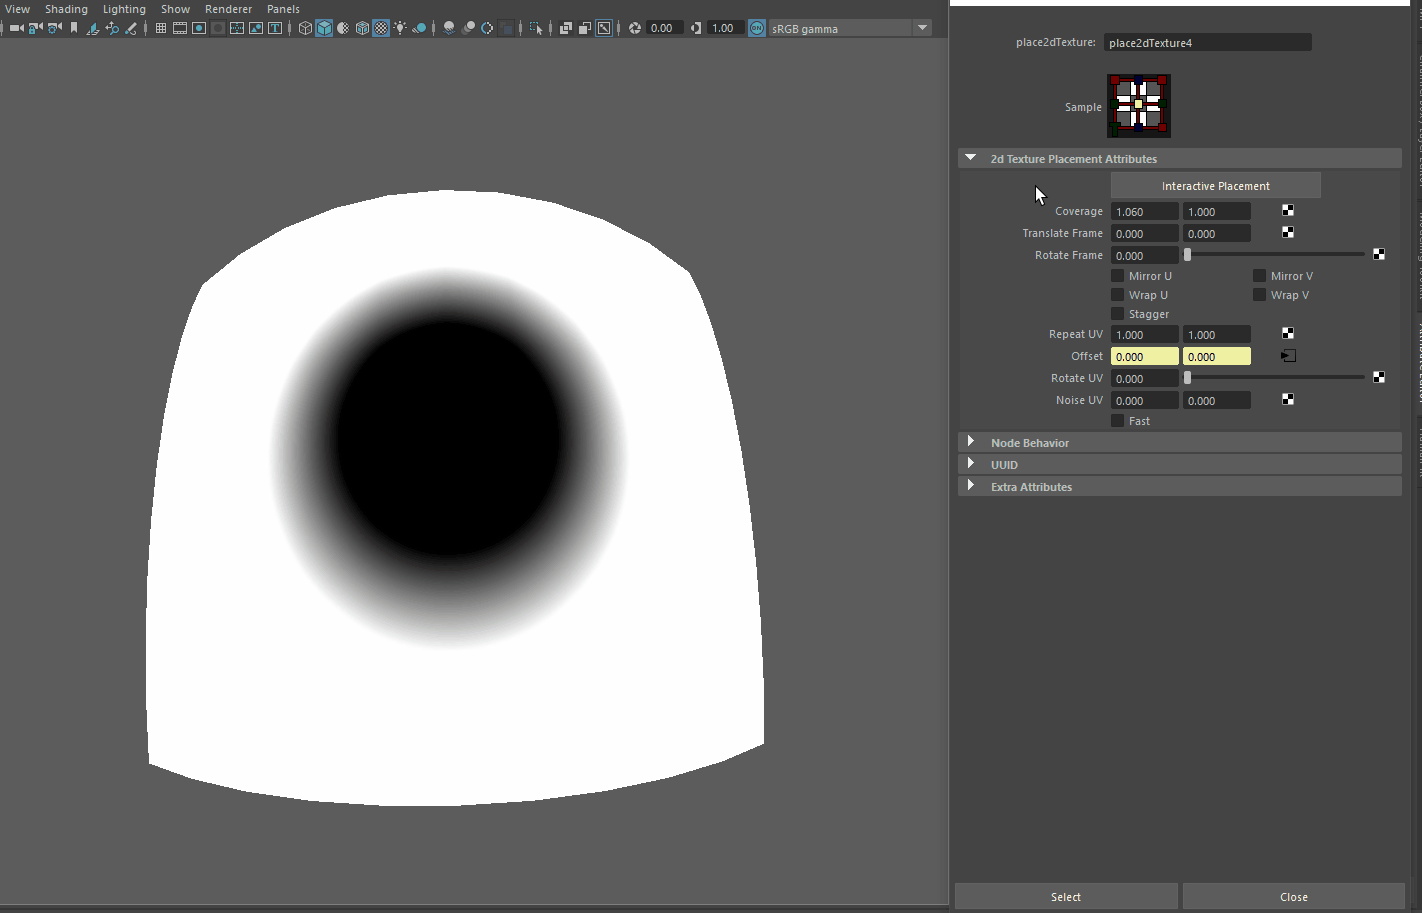 View Shading Lighting Show Renderer Panels
0.00 1.00 ON sRGB gamma
place2dTexture: place2dTexture4
Sample
2d Texture Placement Attributes
Interactive Placement
Coverage 1.060 1.000
Translate Frame 0.000 0.000
Rotate Frame 0.000
Mirror U Mirror V
Wrap U Wrap V
Stagger
Repeat UV 1.000 1.000
Offset 0.000 0.000
Rotate UV 0.000
Noise UV 0.000 0.000
Fast
Node Behavior
UUID
Extra Attributes
Select Close